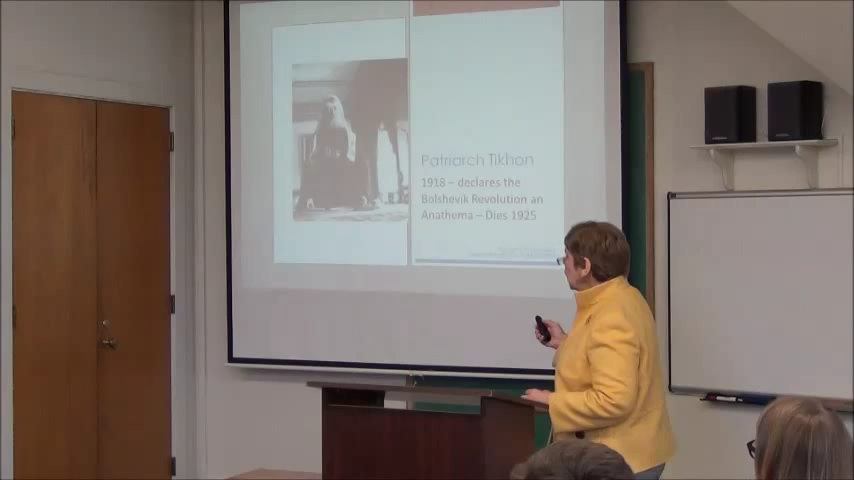 Patriarch Tikhon
1918 – declares the
Bolshevik Revolution an
Anathema – Dies 1925